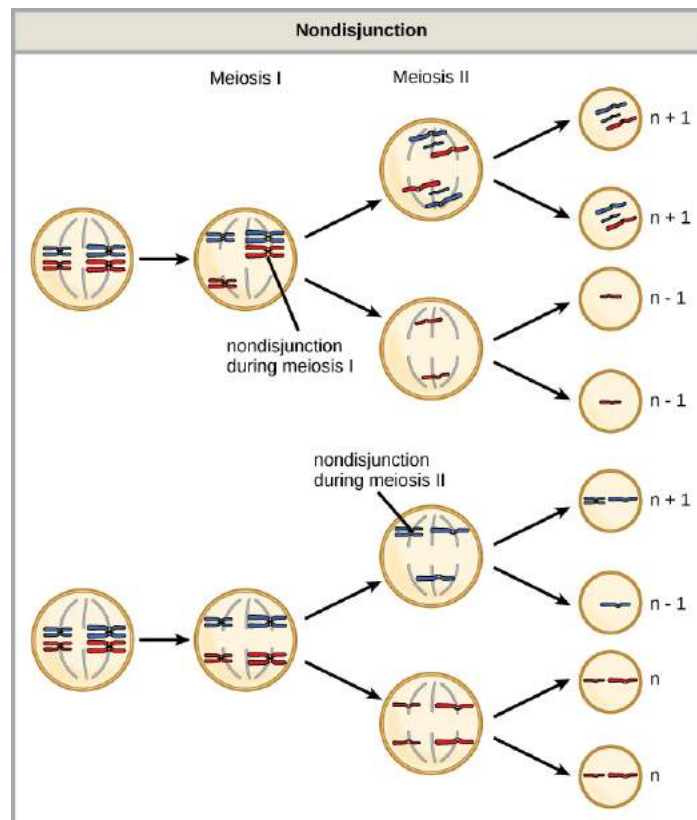 Nondisjunction
Meiosis I
Meiosis II
n + 1
n + 1
nondisjunction
during meiosis I
n - 1
n - 1
nondisjunction
during meiosis II
n + 1
n - 1
n
n